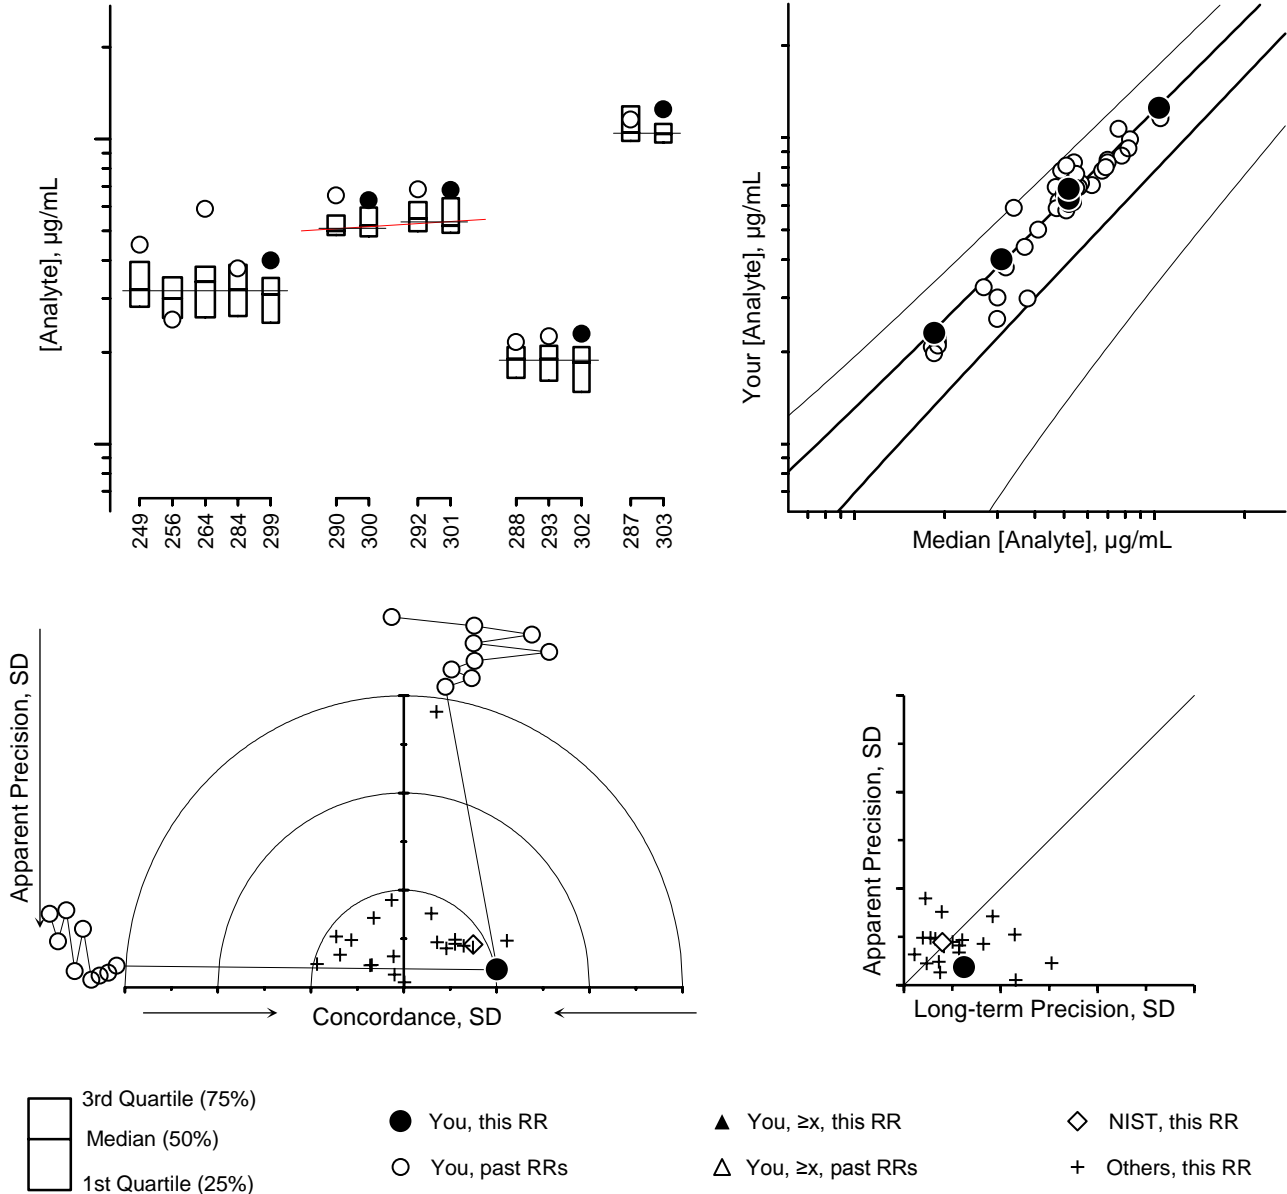 [Analyte], µg/mL
249
256
264
284
299
290
300
292
301
288
293
302
287
303
Your [Analyte], µg/mL
Median [Analyte], µg/mL
Apparent Precision, SD
Concordance, SD
Apparent Precision, SD
Long-term Precision, SD
3rd Quartile (75%)
Median (50%)
1st Quartile (25%)
You, this RR
You, past RRs
You, ≥x, this RR
You, ≥x, past RRs
NIST, this RR
Others, this RR